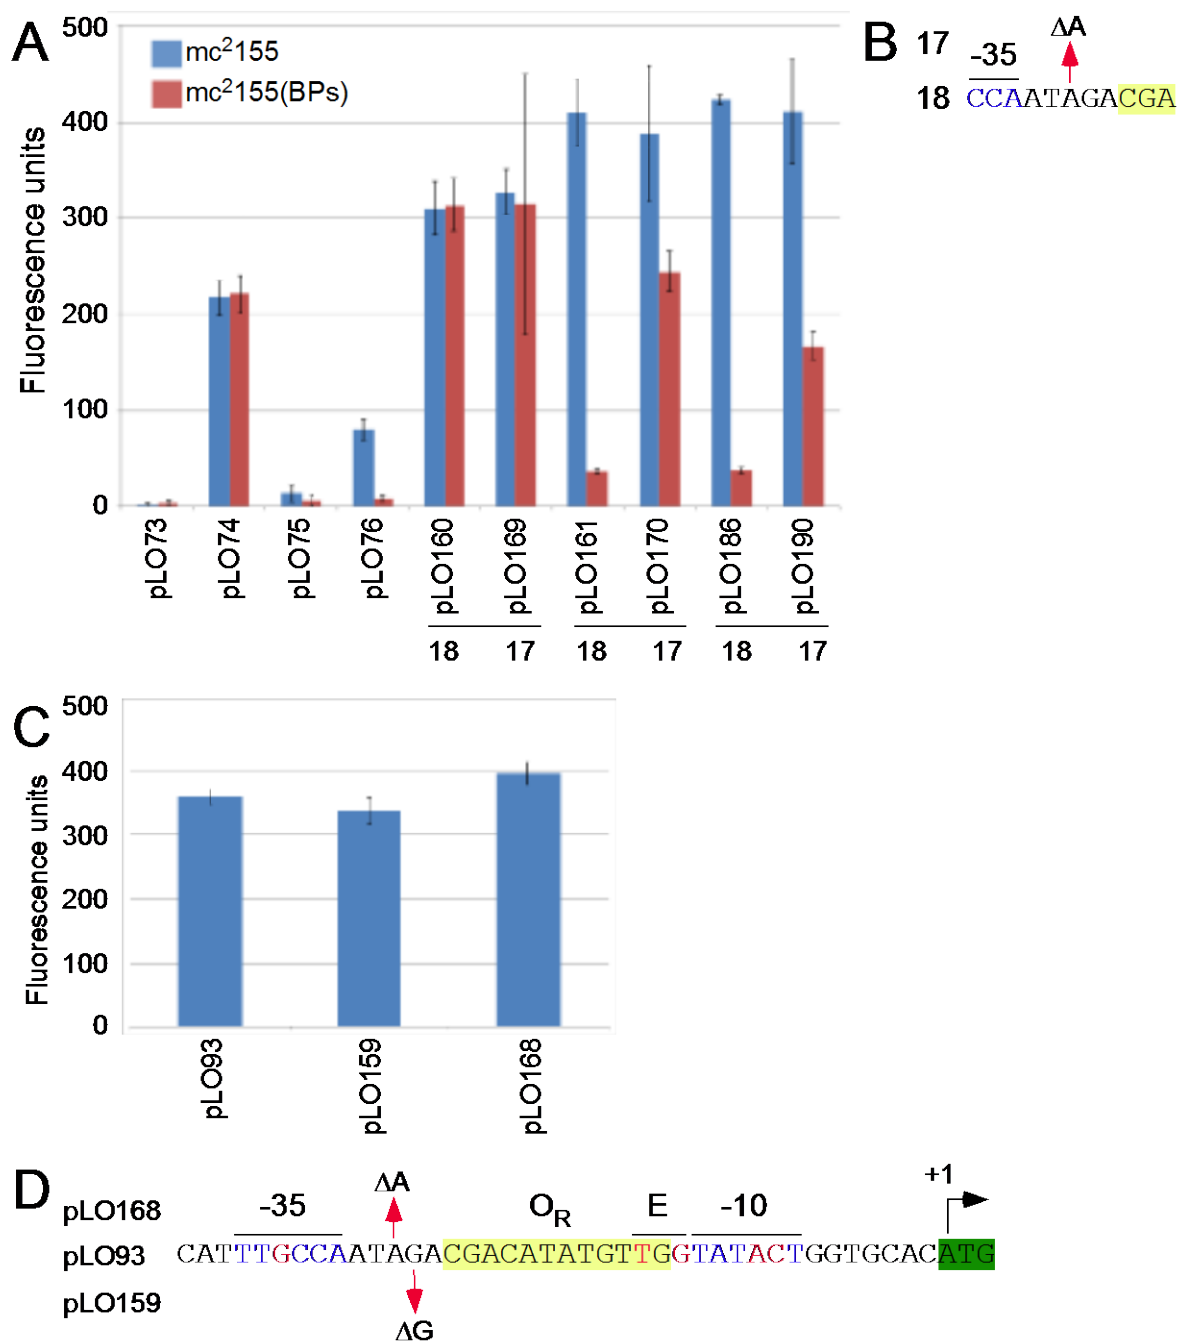 A
500
400
300
200
100
0
Fluorescence units
mc²155
mc²155(BPs)
pLO73
pLO74
pLO75
pLO76
pLO160
pLO169
pLO161
pLO170
pLO186
pLO190
18 17 18 17 18 17
B
17 -35 ΔA
18 CCAATAGACGA
C
500
400
300
200
100
0
Fluorescence units
pLO93
pLO159
pLO168
D
pLO168 -35 ΔA OR E -10 +1
pLO93 CATTTGCCAATAGACGACATATGTTGGTATACTGGTGCACATG
pLO159 ΔG